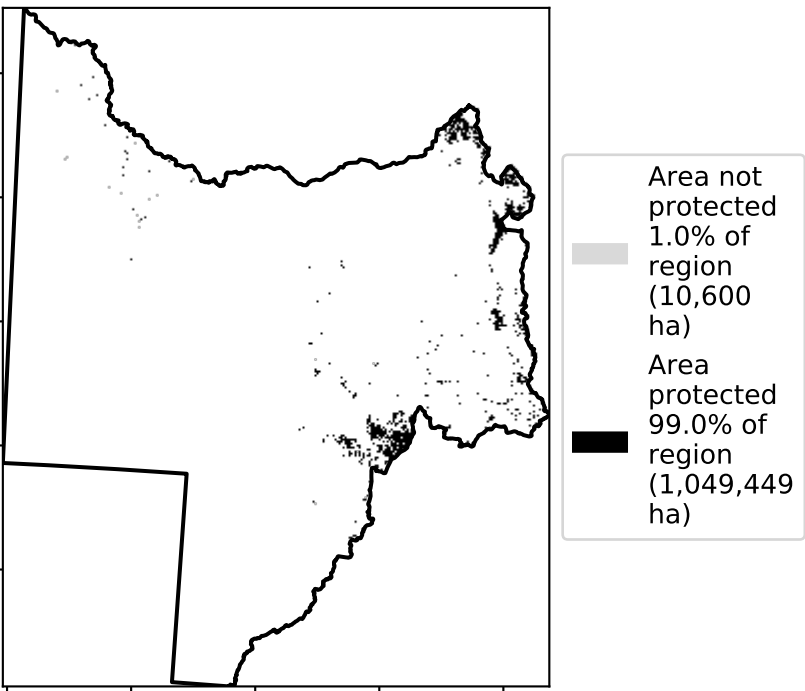 Area not
protected
1.0% of
region
(10,600
ha)
Area
protected
99.0% of
region
(1,049,449
ha)